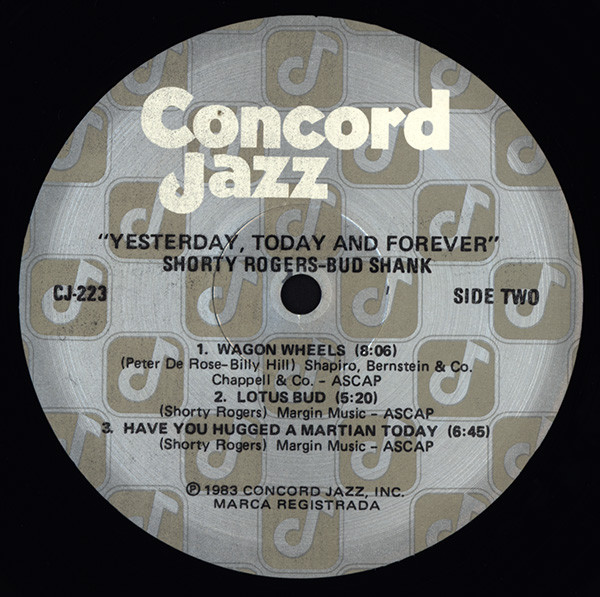 Concord
Jazz
"YESTERDAY, TODAY AND FOREVER"
SHORTY ROGERS-BUD SHANK
CJ-223
SIDE TWO
1. WAGON WHEELS (8:06)
(Peter De Rose-Billy Hill) Shapiro, Bernstein & Co.
Chappell & Co. - ASCAP
2. LOTUS BUD (5:20)
(Shorty Rogers) Margin Music - ASCAP
3. HAVE YOU HUGGED A MARTIAN TODAY (6:45)
(Shorty Rogers) Margin Music - ASCAP
℗ 1983 CONCORD JAZZ, INC.
MARCA REGISTRADA